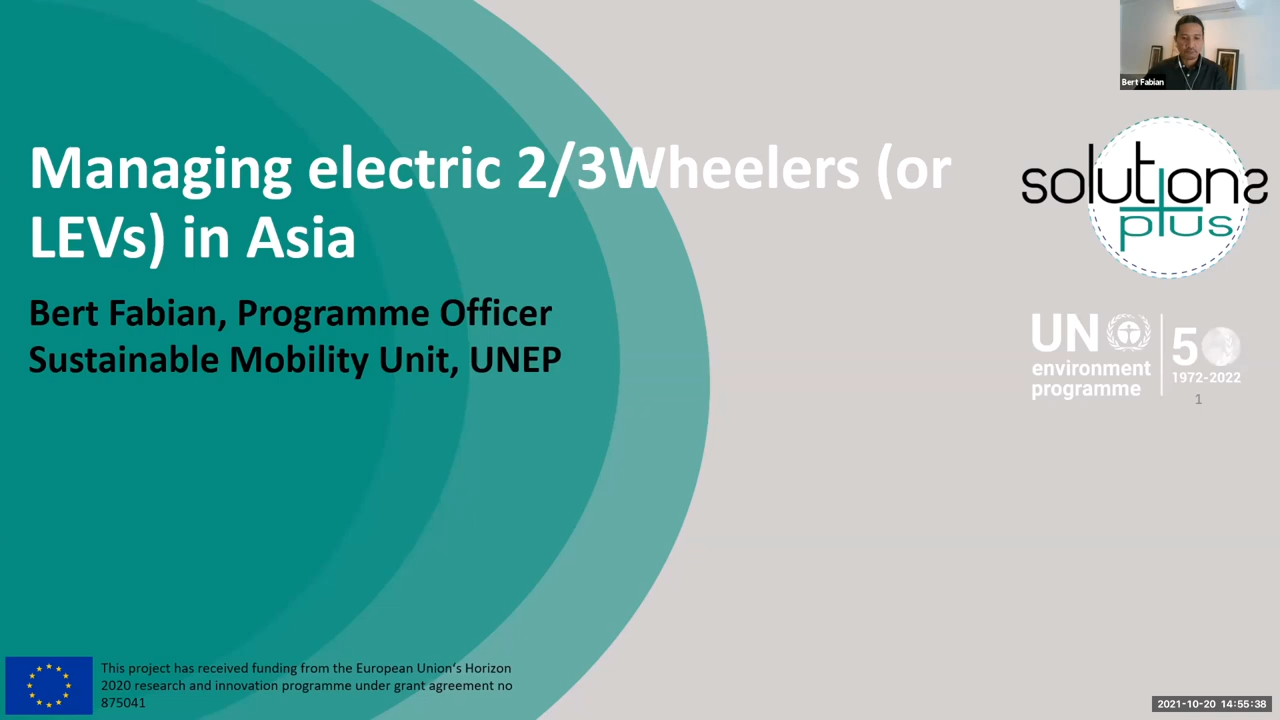 Managing electric 2/3Wheelers (or
LEVs) in Asia
Bert Fabian, Programme Officer
Sustainable Mobility Unit, UNEP
Bert Fabian
solutions
plus
UN
environment
programme
50
1972-2022
1
This project has received funding from the European Union‘s Horizon
2020 research and innovation programme under grant agreement no
875041
2021-10-20 14:55:38